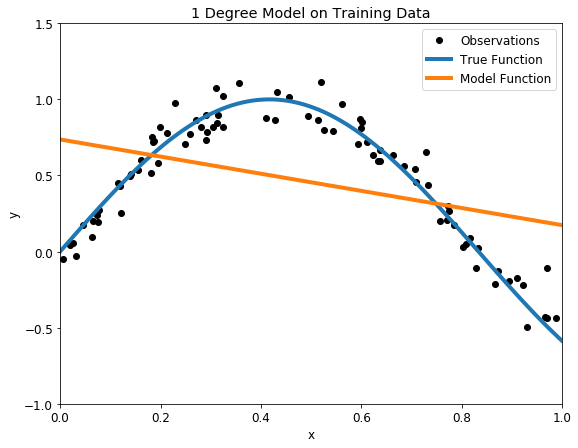 1 Degree Model on Training Data
Observations
True Function
Model Function
1.5
1.0
0.5
0.0
−0.5
−1.0
y
0.0 0.2 0.4 0.6 0.8 1.0
x